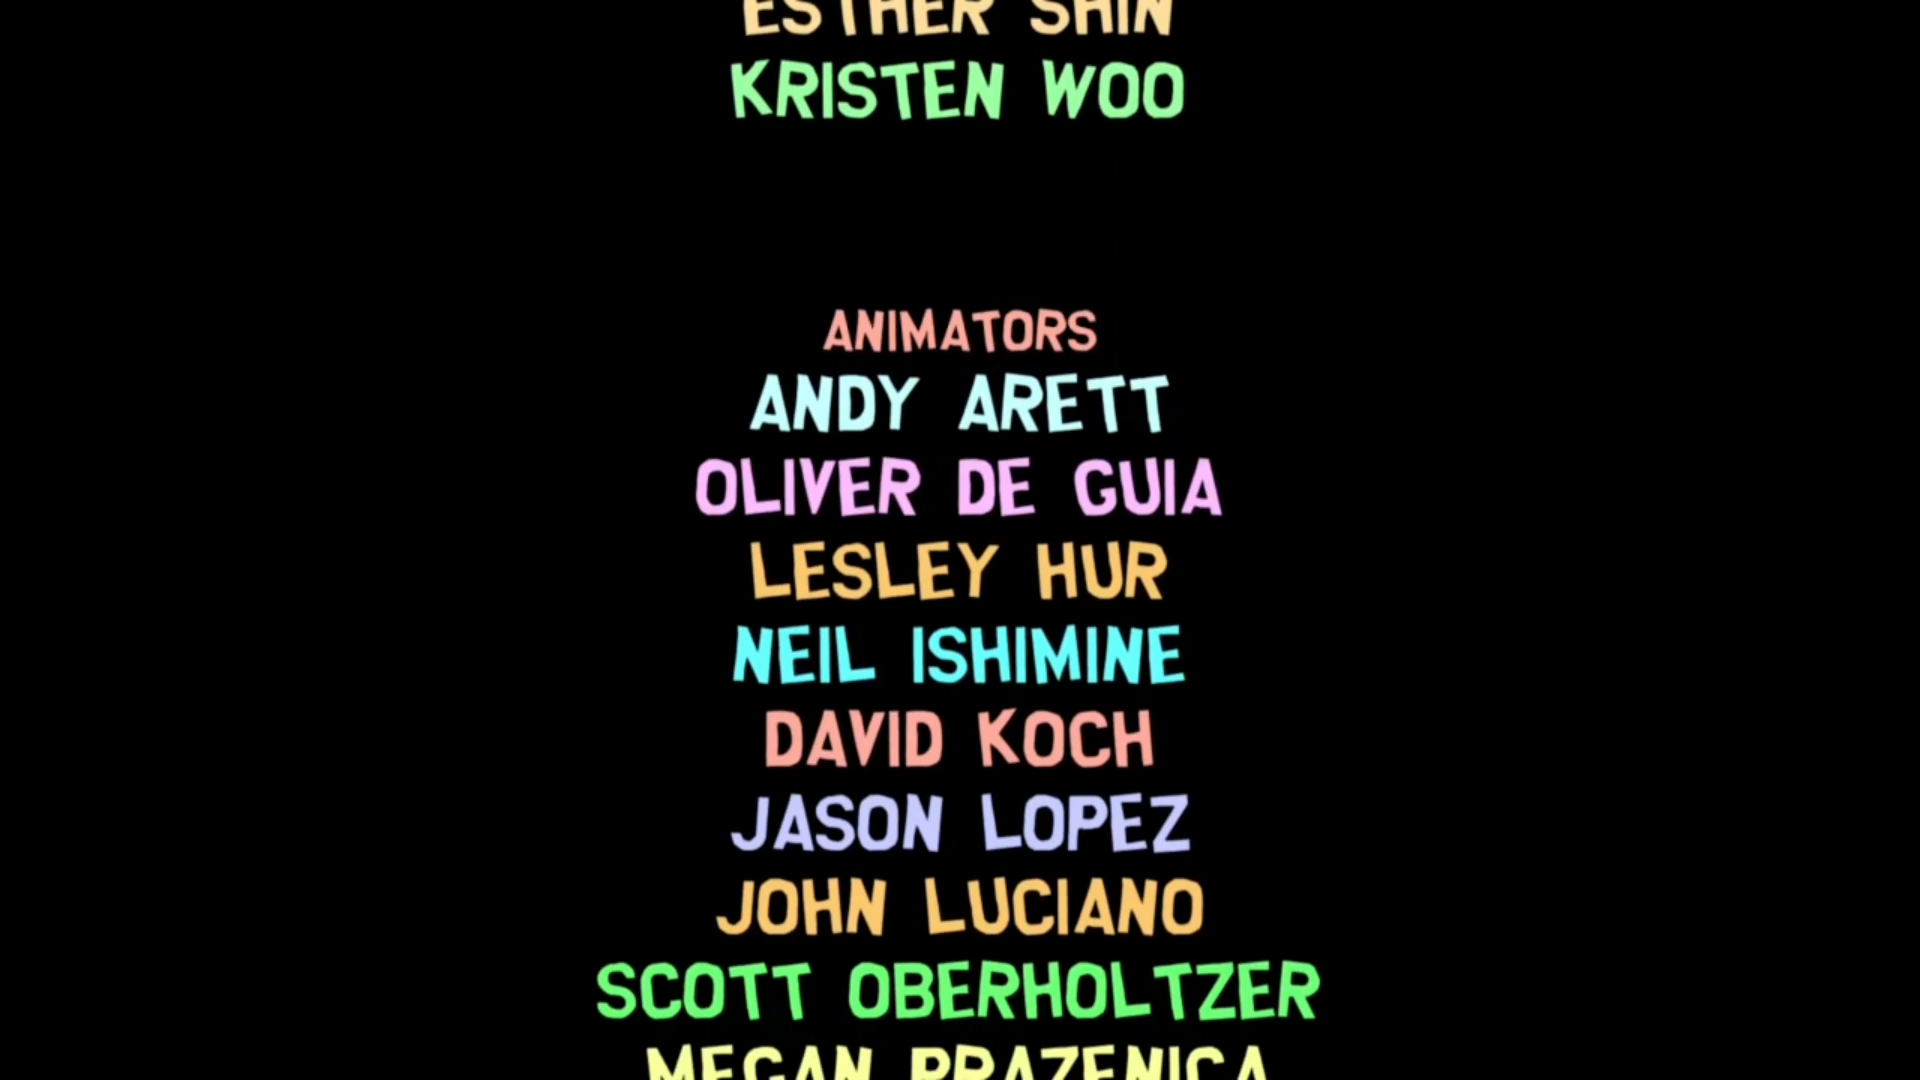 ESTHER SHIN
KRISTEN WOO
ANIMATORS
ANDY ARETT
OLIVER DE GUIA
LESLEY HUR
NEIL ISHIMINE
DAVID KOCH
JASON LOPEZ
JOHN LUCIANO
SCOTT OBERHOLTZER
MEGAN PRAZENICA